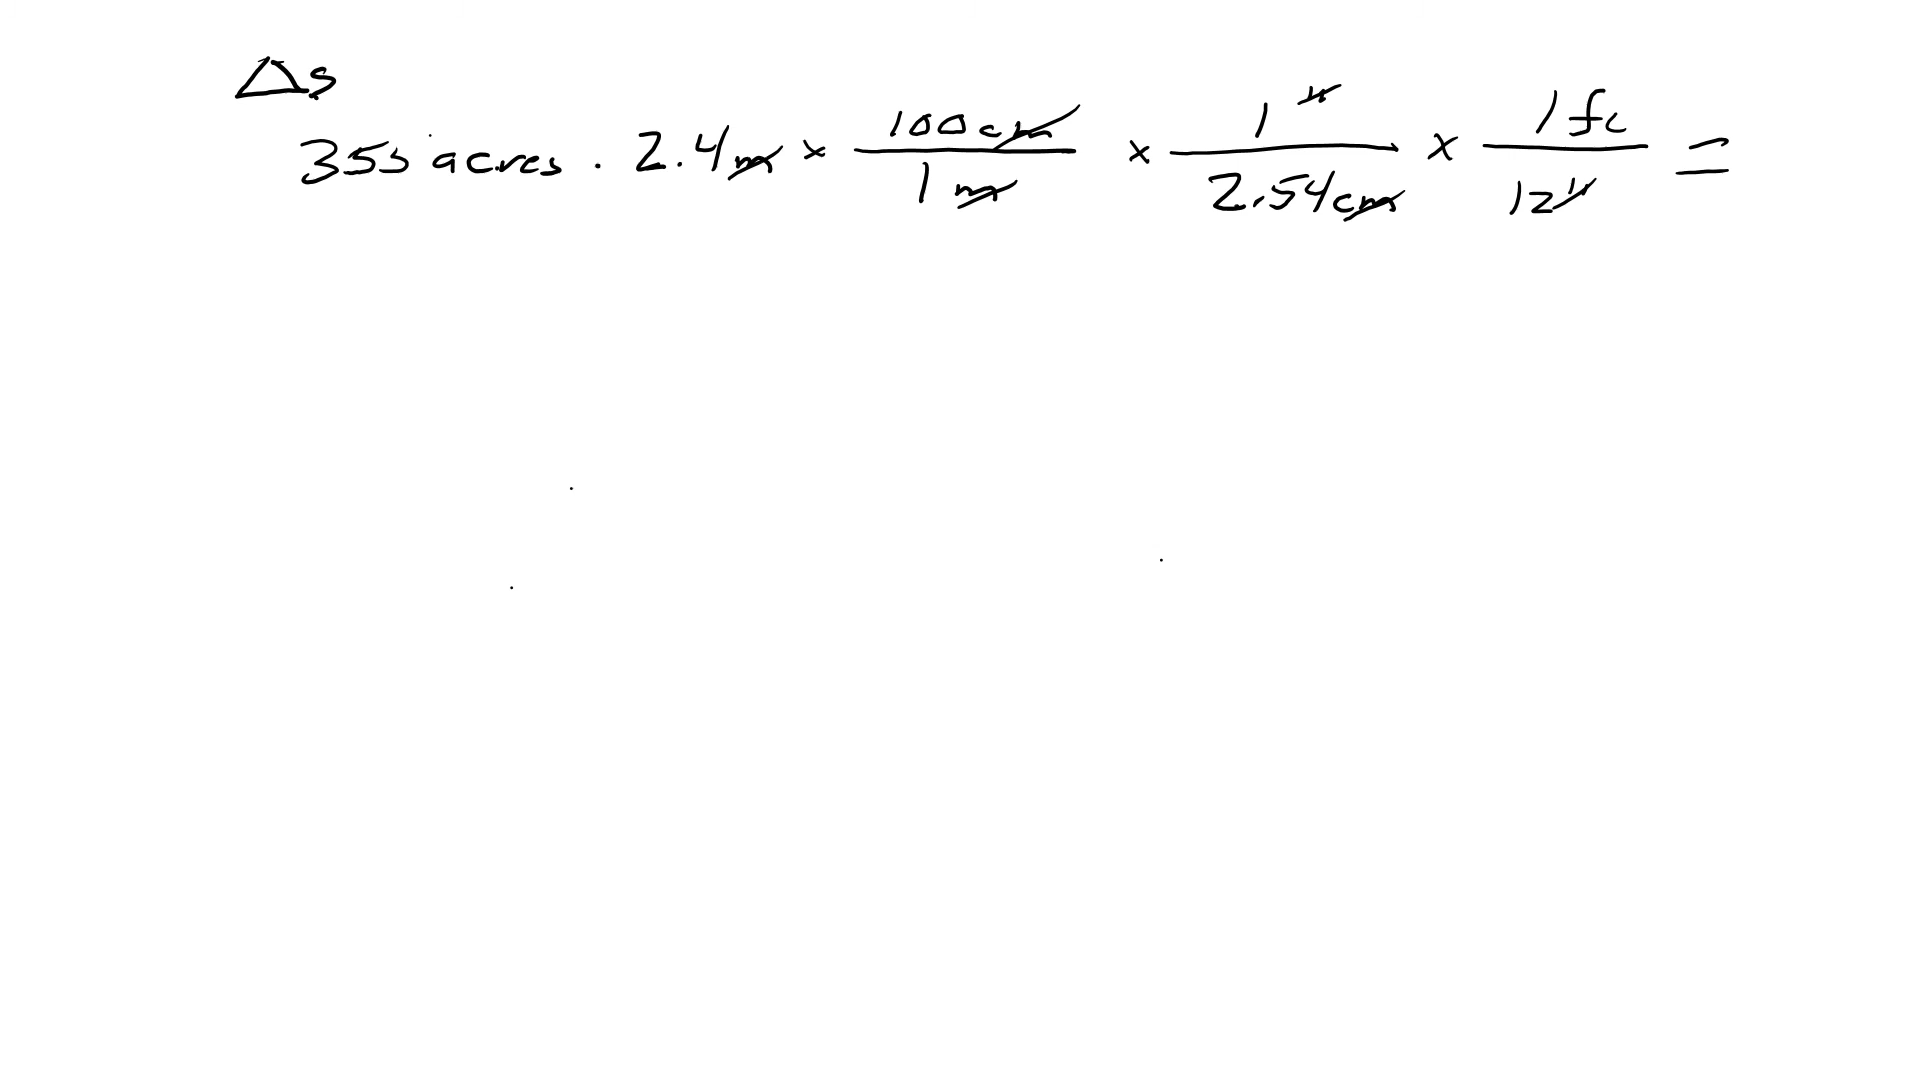 Δs
355 acres · 2.4m × 100cm / 1m × 1" / 2.54cm × 1ft / 12" =